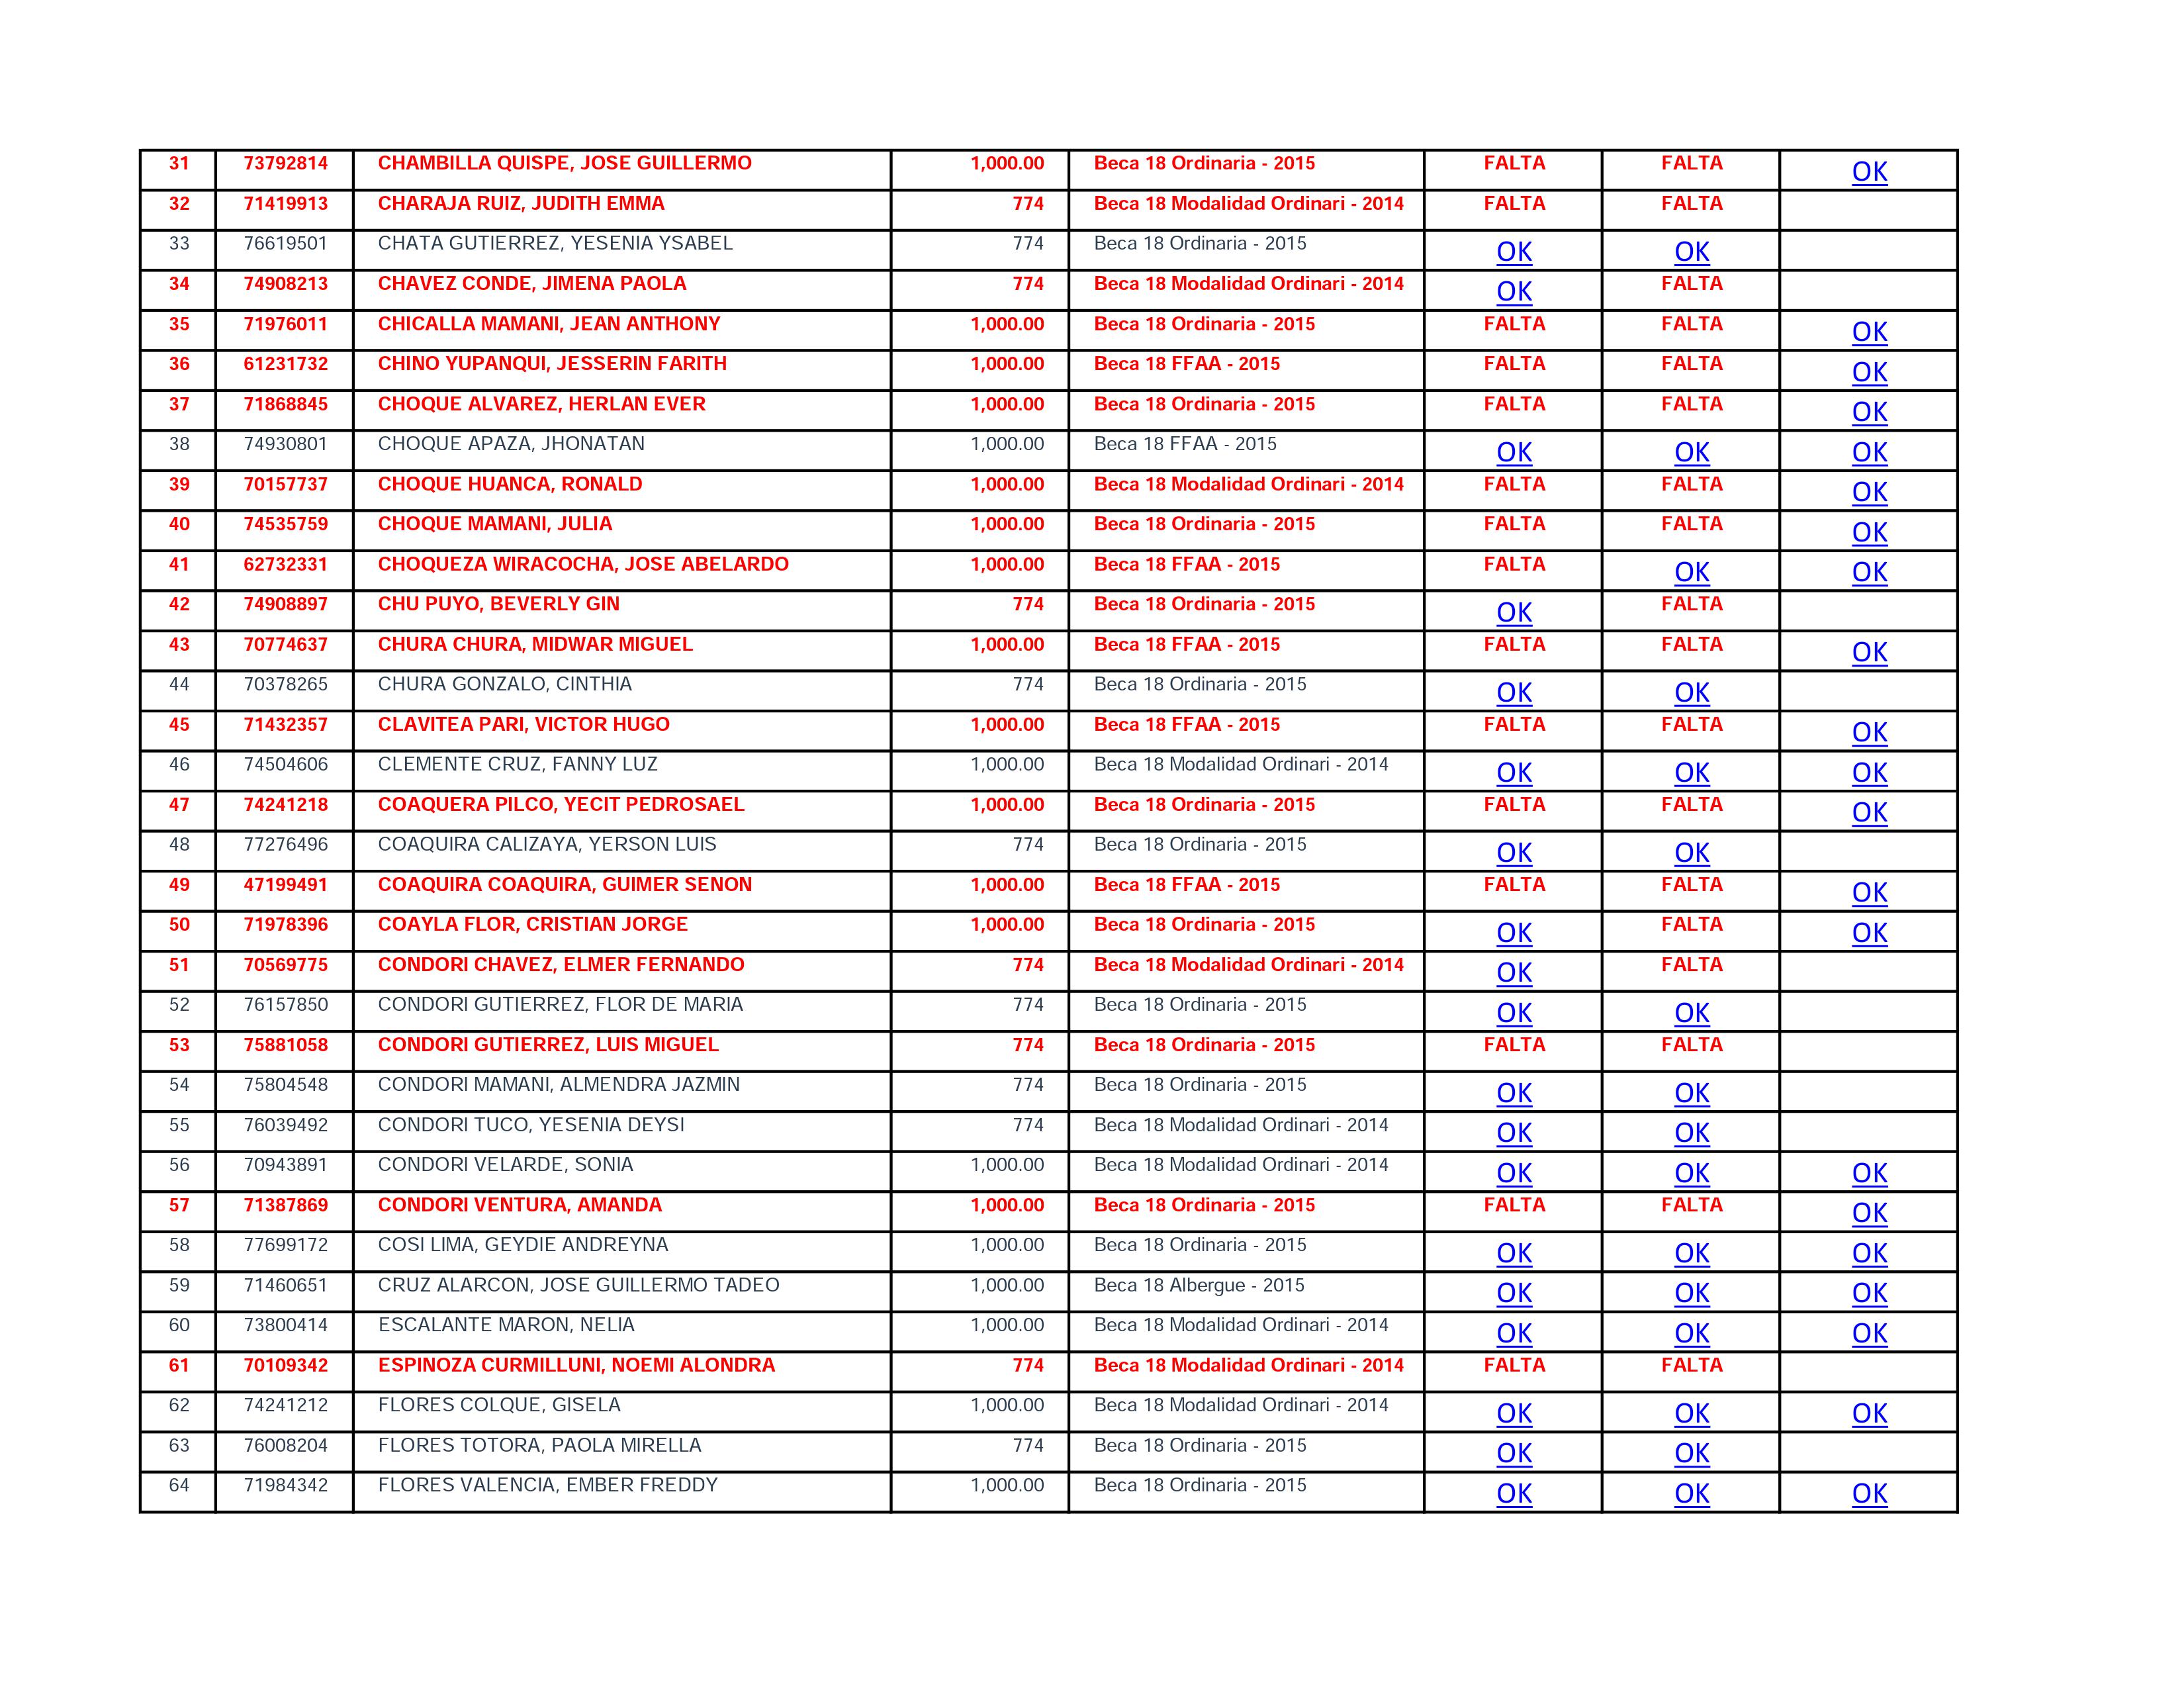 31 73792814 CHAMBILLA QUISPE, JOSE GUILLERMO 1,000.00 Beca 18 Ordinaria - 2015 FALTA FALTA OK
32 71419913 CHARAJA RUIZ, JUDITH EMMA 774 Beca 18 Modalidad Ordinari - 2014 FALTA FALTA
33 76619501 CHATA GUTIERREZ, YESENIA YSABEL 774 Beca 18 Ordinaria - 2015 OK OK
34 74908213 CHAVEZ CONDE, JIMENA PAOLA 774 Beca 18 Modalidad Ordinari - 2014 OK FALTA
35 71976011 CHICALLA MAMANI, JEAN ANTHONY 1,000.00 Beca 18 Ordinaria - 2015 FALTA FALTA OK
36 61231732 CHINO YUPANQUI, JESSERIN FARITH 1,000.00 Beca 18 FFAA - 2015 FALTA FALTA OK
37 71868845 CHOQUE ALVAREZ, HERLAN EVER 1,000.00 Beca 18 Ordinaria - 2015 FALTA FALTA OK
38 74930801 CHOQUE APAZA, JHONATAN 1,000.00 Beca 18 FFAA - 2015 OK OK OK
39 70157737 CHOQUE HUANCA, RONALD 1,000.00 Beca 18 Modalidad Ordinari - 2014 FALTA FALTA OK
40 74535759 CHOQUE MAMANI, JULIA 1,000.00 Beca 18 Ordinaria - 2015 FALTA FALTA OK
41 62732331 CHOQUEZA WIRACOCHA, JOSE ABELARDO 1,000.00 Beca 18 FFAA - 2015 FALTA OK OK
42 74908897 CHU PUYO, BEVERLY GIN 774 Beca 18 Ordinaria - 2015 OK FALTA
43 70774637 CHURA CHURA, MIDWAR MIGUEL 1,000.00 Beca 18 FFAA - 2015 FALTA FALTA OK
44 70378265 CHURA GONZALO, CINTHIA 774 Beca 18 Ordinaria - 2015 OK OK
45 71432357 CLAVITEA PARI, VICTOR HUGO 1,000.00 Beca 18 FFAA - 2015 FALTA FALTA OK
46 74504606 CLEMENTE CRUZ, FANNY LUZ 1,000.00 Beca 18 Modalidad Ordinari - 2014 OK OK OK
47 74241218 COAQUERA PILCO, YECIT PEDROSAEL 1,000.00 Beca 18 Ordinaria - 2015 FALTA FALTA OK
48 77276496 COAQUIRA CALIZAYA, YERSON LUIS 774 Beca 18 Ordinaria - 2015 OK OK
49 47199491 COAQUIRA COAQUIRA, GUIMER SENON 1,000.00 Beca 18 FFAA - 2015 FALTA FALTA OK
50 71978396 COAYLA FLOR, CRISTIAN JORGE 1,000.00 Beca 18 Ordinaria - 2015 OK FALTA OK
51 70569775 CONDORI CHAVEZ, ELMER FERNANDO 774 Beca 18 Modalidad Ordinari - 2014 OK FALTA
52 76157850 CONDORI GUTIERREZ, FLOR DE MARIA 774 Beca 18 Ordinaria - 2015 OK OK
53 75881058 CONDORI GUTIERREZ, LUIS MIGUEL 774 Beca 18 Ordinaria - 2015 FALTA FALTA
54 75804548 CONDORI MAMANI, ALMENDRA JAZMIN 774 Beca 18 Ordinaria - 2015 OK OK
55 76039492 CONDORI TUCO, YESENIA DEYSI 774 Beca 18 Modalidad Ordinari - 2014 OK OK
56 70943891 CONDORI VELARDE, SONIA 1,000.00 Beca 18 Modalidad Ordinari - 2014 OK OK OK
57 71387869 CONDORI VENTURA, AMANDA 1,000.00 Beca 18 Ordinaria - 2015 FALTA FALTA OK
58 77699172 COSI LIMA, GEYDIE ANDREYNA 1,000.00 Beca 18 Ordinaria - 2015 OK OK OK
59 71460651 CRUZ ALARCON, JOSE GUILLERMO TADEO 1,000.00 Beca 18 Albergue - 2015 OK OK OK
60 73800414 ESCALANTE MARON, NELIA 1,000.00 Beca 18 Modalidad Ordinari - 2014 OK OK OK
61 70109342 ESPINOZA CURMILLUNI, NOEMI ALONDRA 774 Beca 18 Modalidad Ordinari - 2014 FALTA FALTA
62 74241212 FLORES COLQUE, GISELA 1,000.00 Beca 18 Modalidad Ordinari - 2014 OK OK OK
63 76008204 FLORES TOTORA, PAOLA MIRELLA 774 Beca 18 Ordinaria - 2015 OK OK
64 71984342 FLORES VALENCIA, EMBER FREDDY 1,000.00 Beca 18 Ordinaria - 2015 OK OK OK